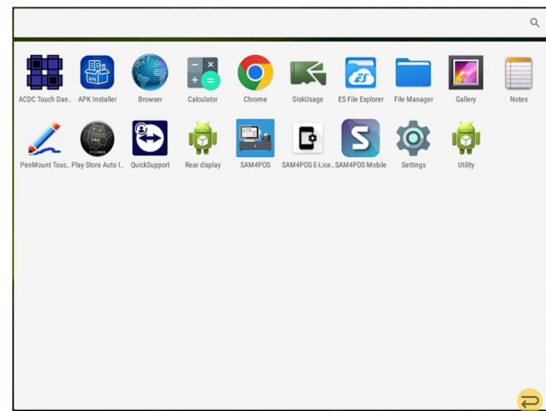 ACDC Touch Dae.. APK Installer Browser Calculator Chrome DiskUsage ES File Explorer File Manager Gallery Notes
PenMount Touc.. Play Store Auto I.. QuickSupport Rear display SAM4POS SAM4POS E-Lice.. SAM4POS Mobile Settings Utility